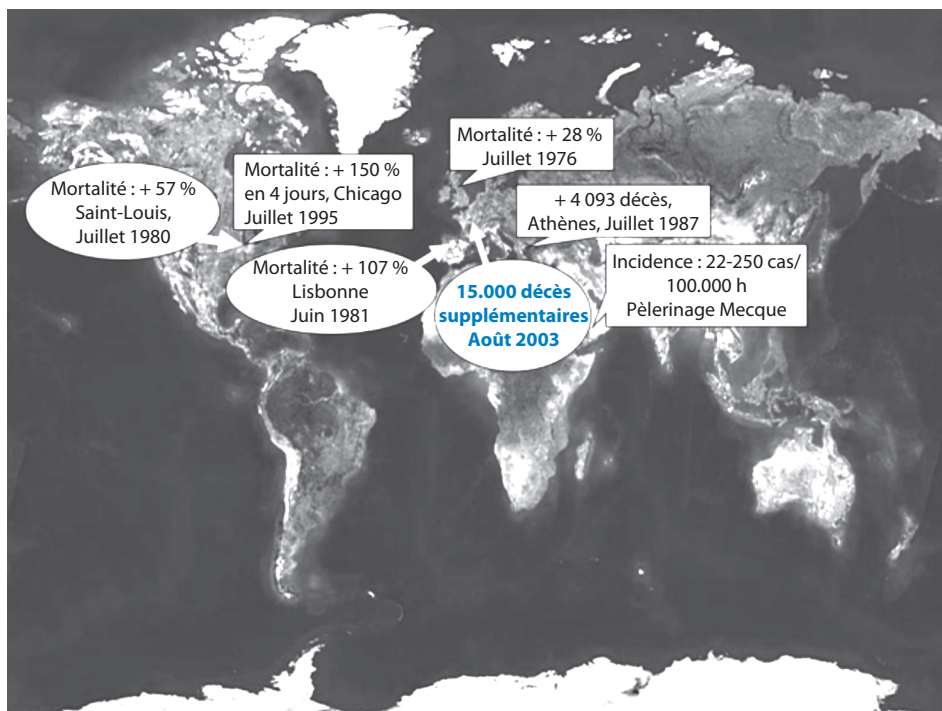 Mortalité : + 57 %
Saint-Louis,
Juillet 1980
Mortalité : + 150 %
en 4 jours, Chicago
Juillet 1995
Mortalité : + 107 %
Lisbonne
Juin 1981
Mortalité : + 28 %
Juillet 1976
+ 4 093 décès,
Athènes, Juillet 1987
15.000 décès
supplémentaires
Août 2003
Incidence : 22-250 cas/
100.000 h
Pèlerinage Mecque